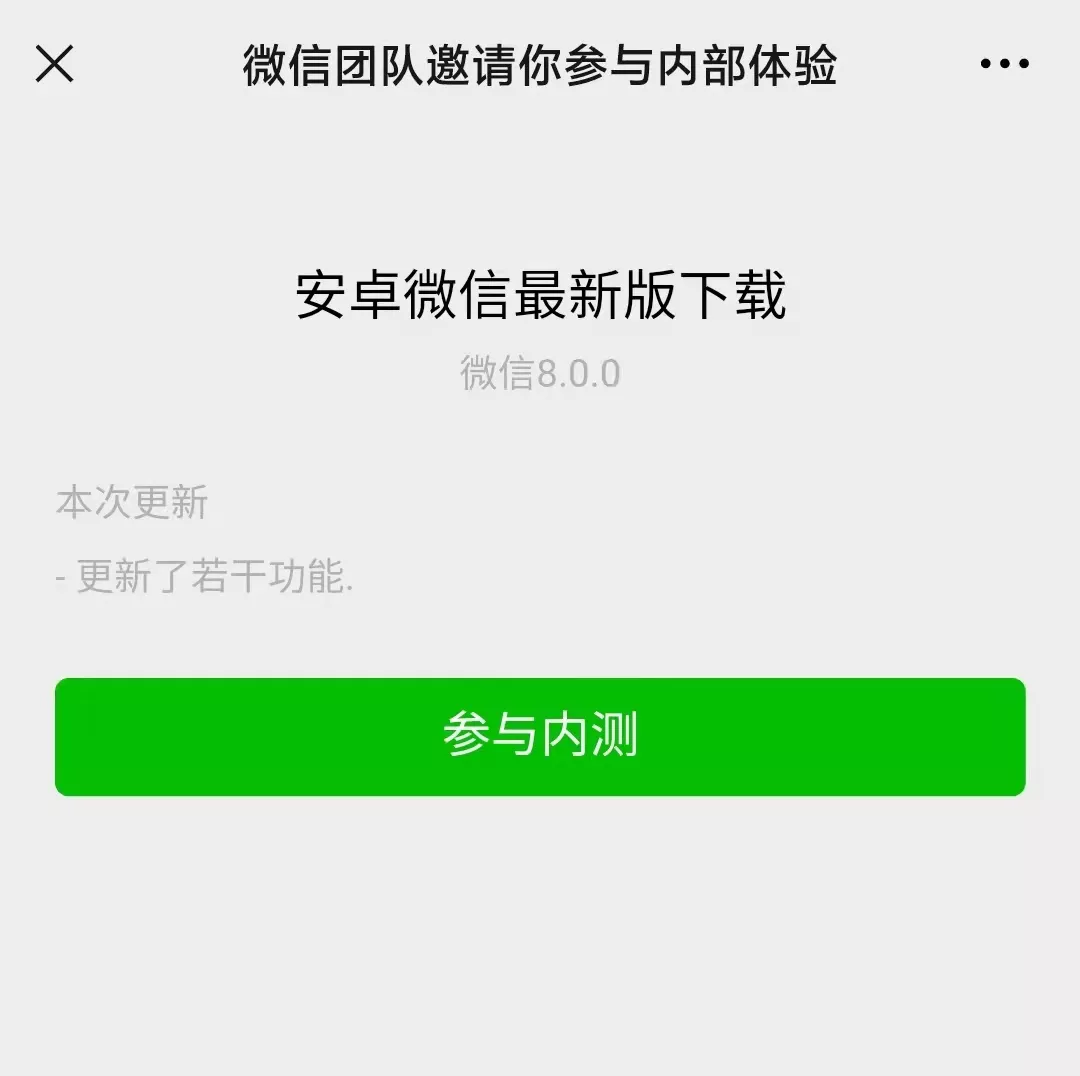 微信团队邀请你参与内部体验
安卓微信最新版下载
微信8.0.0
本次更新
- 更新了若干功能.
参与内测